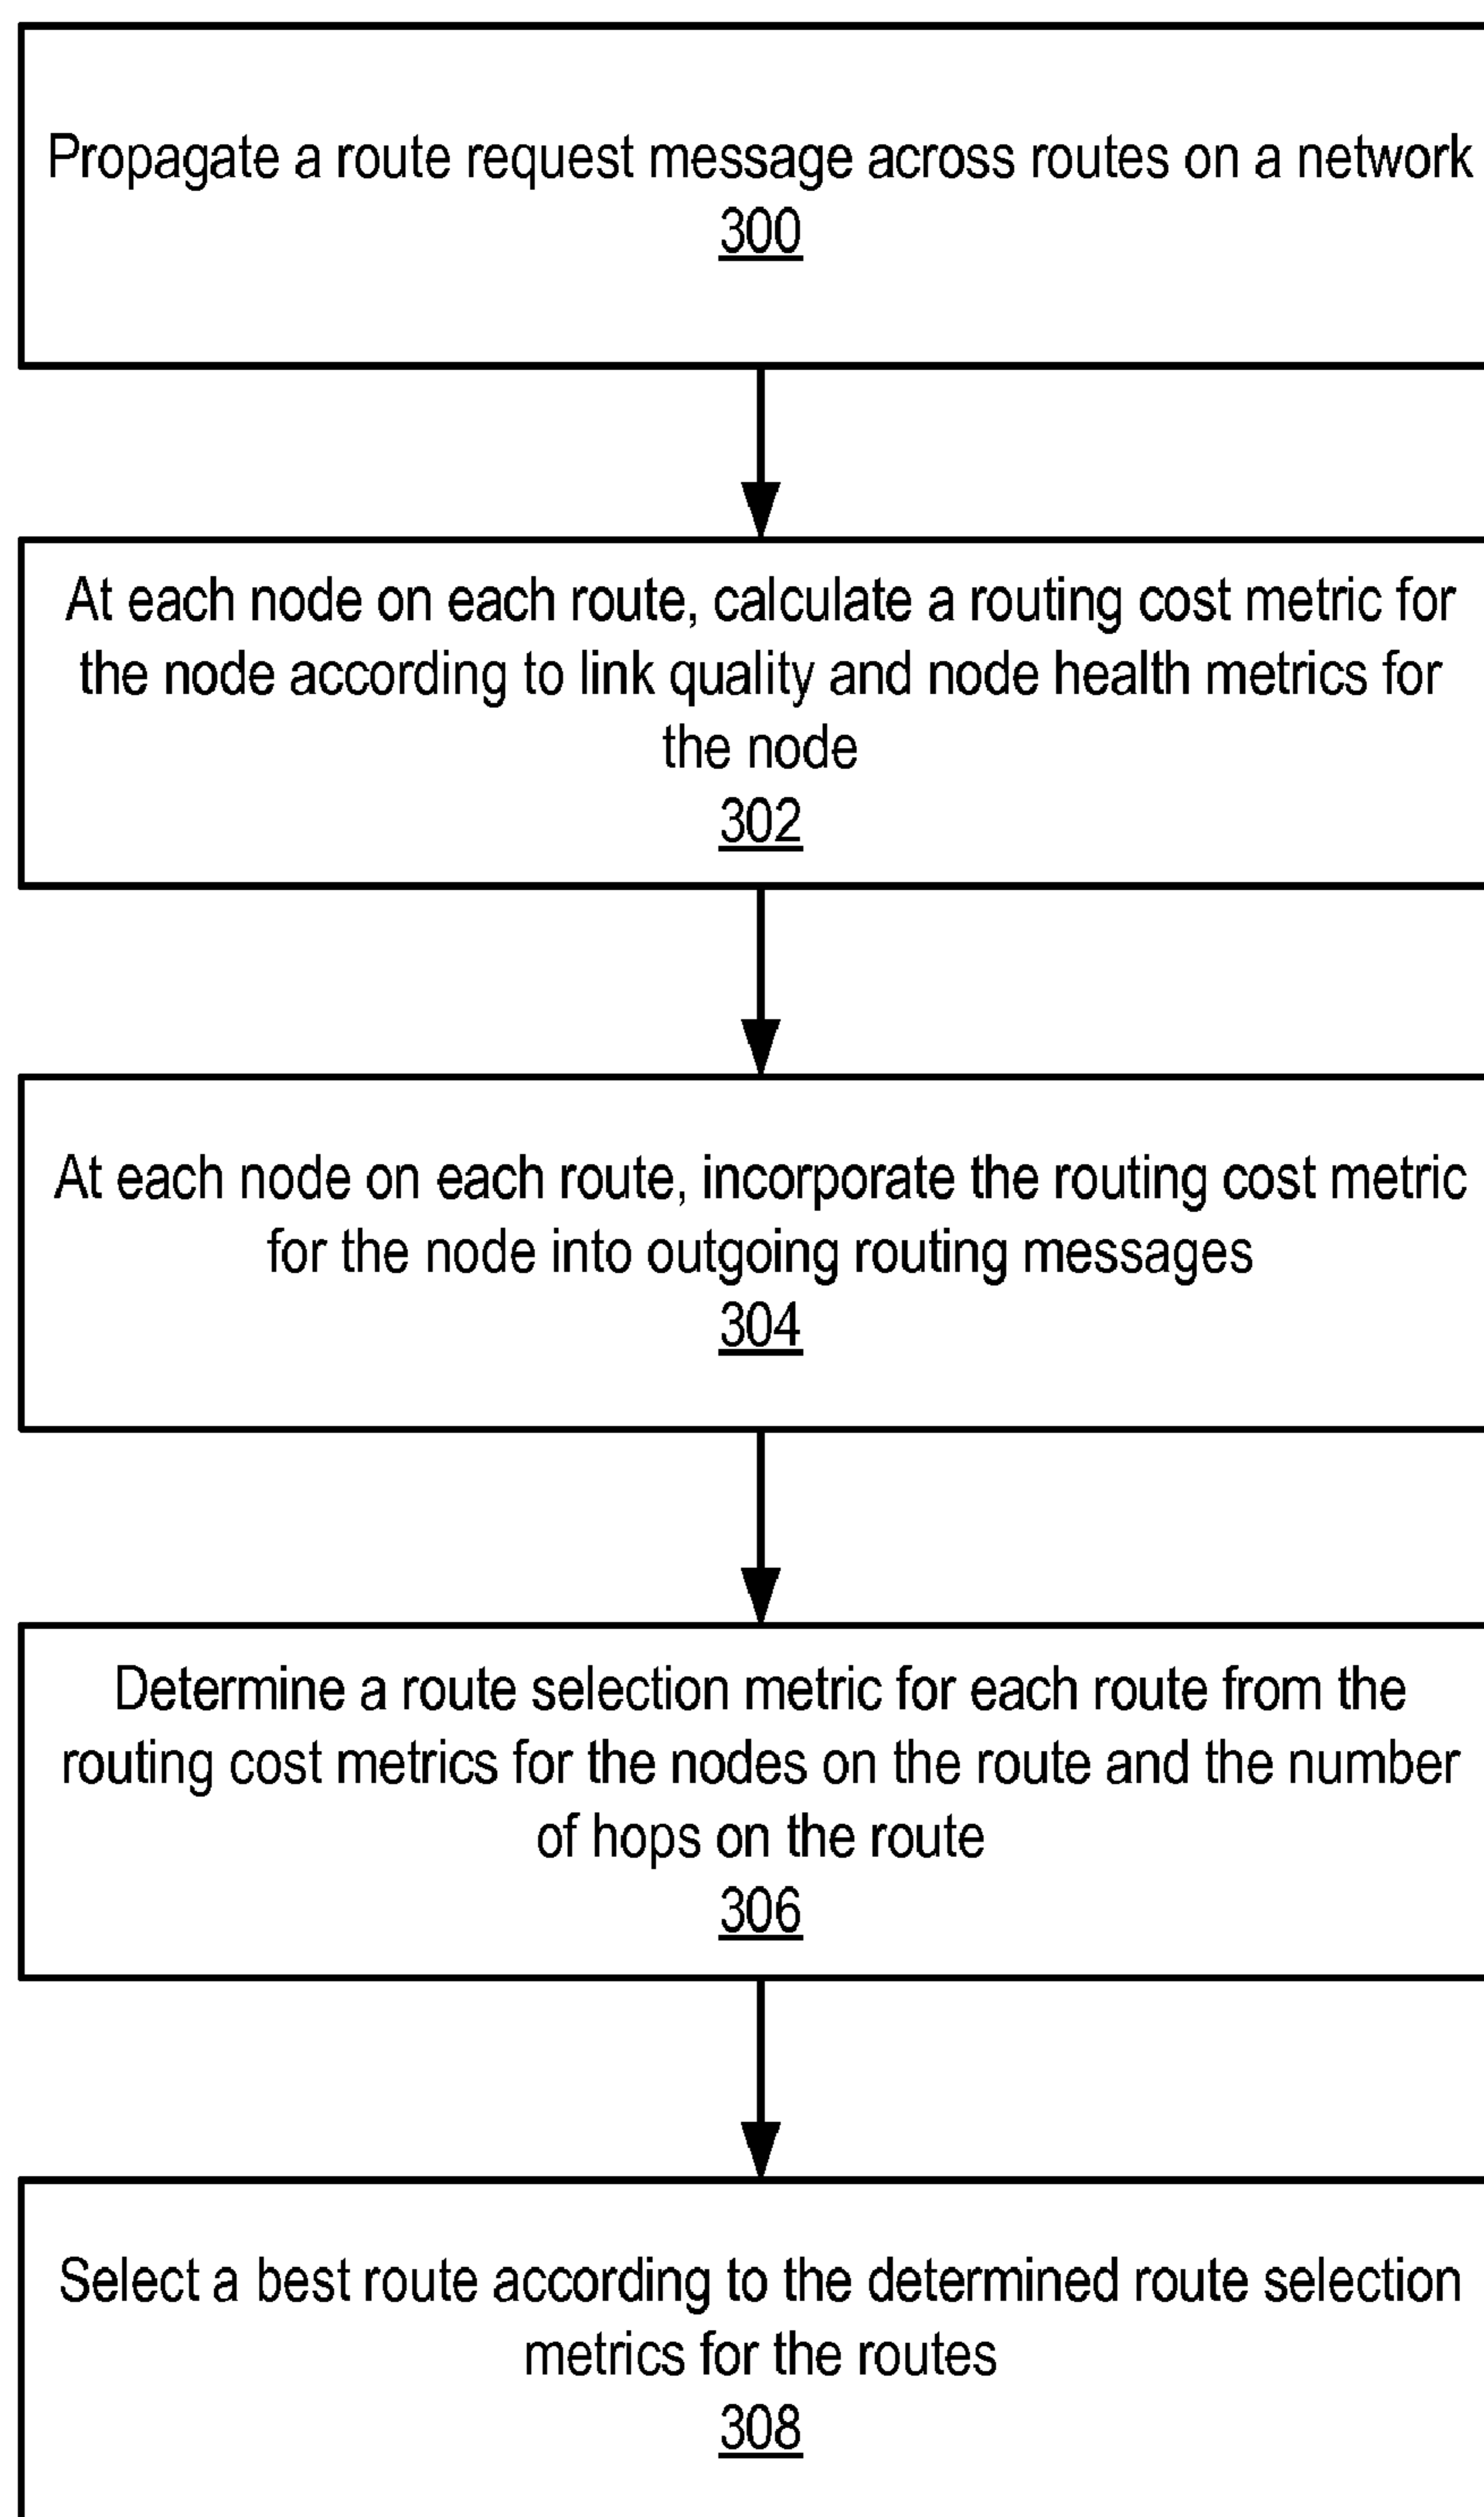 Propagate a route request message across routes on a network
300
At each node on each route, calculate a routing cost metric for
the node according to link quality and node health metrics for
the node
302
At each node on each route, incorporate the routing cost metric
for the node into outgoing routing messages
304
Determine a route selection metric for each route from the
routing cost metrics for the nodes on the route and the number
of hops on the route
306
Select a best route according to the determined route selection
metrics for the routes
308